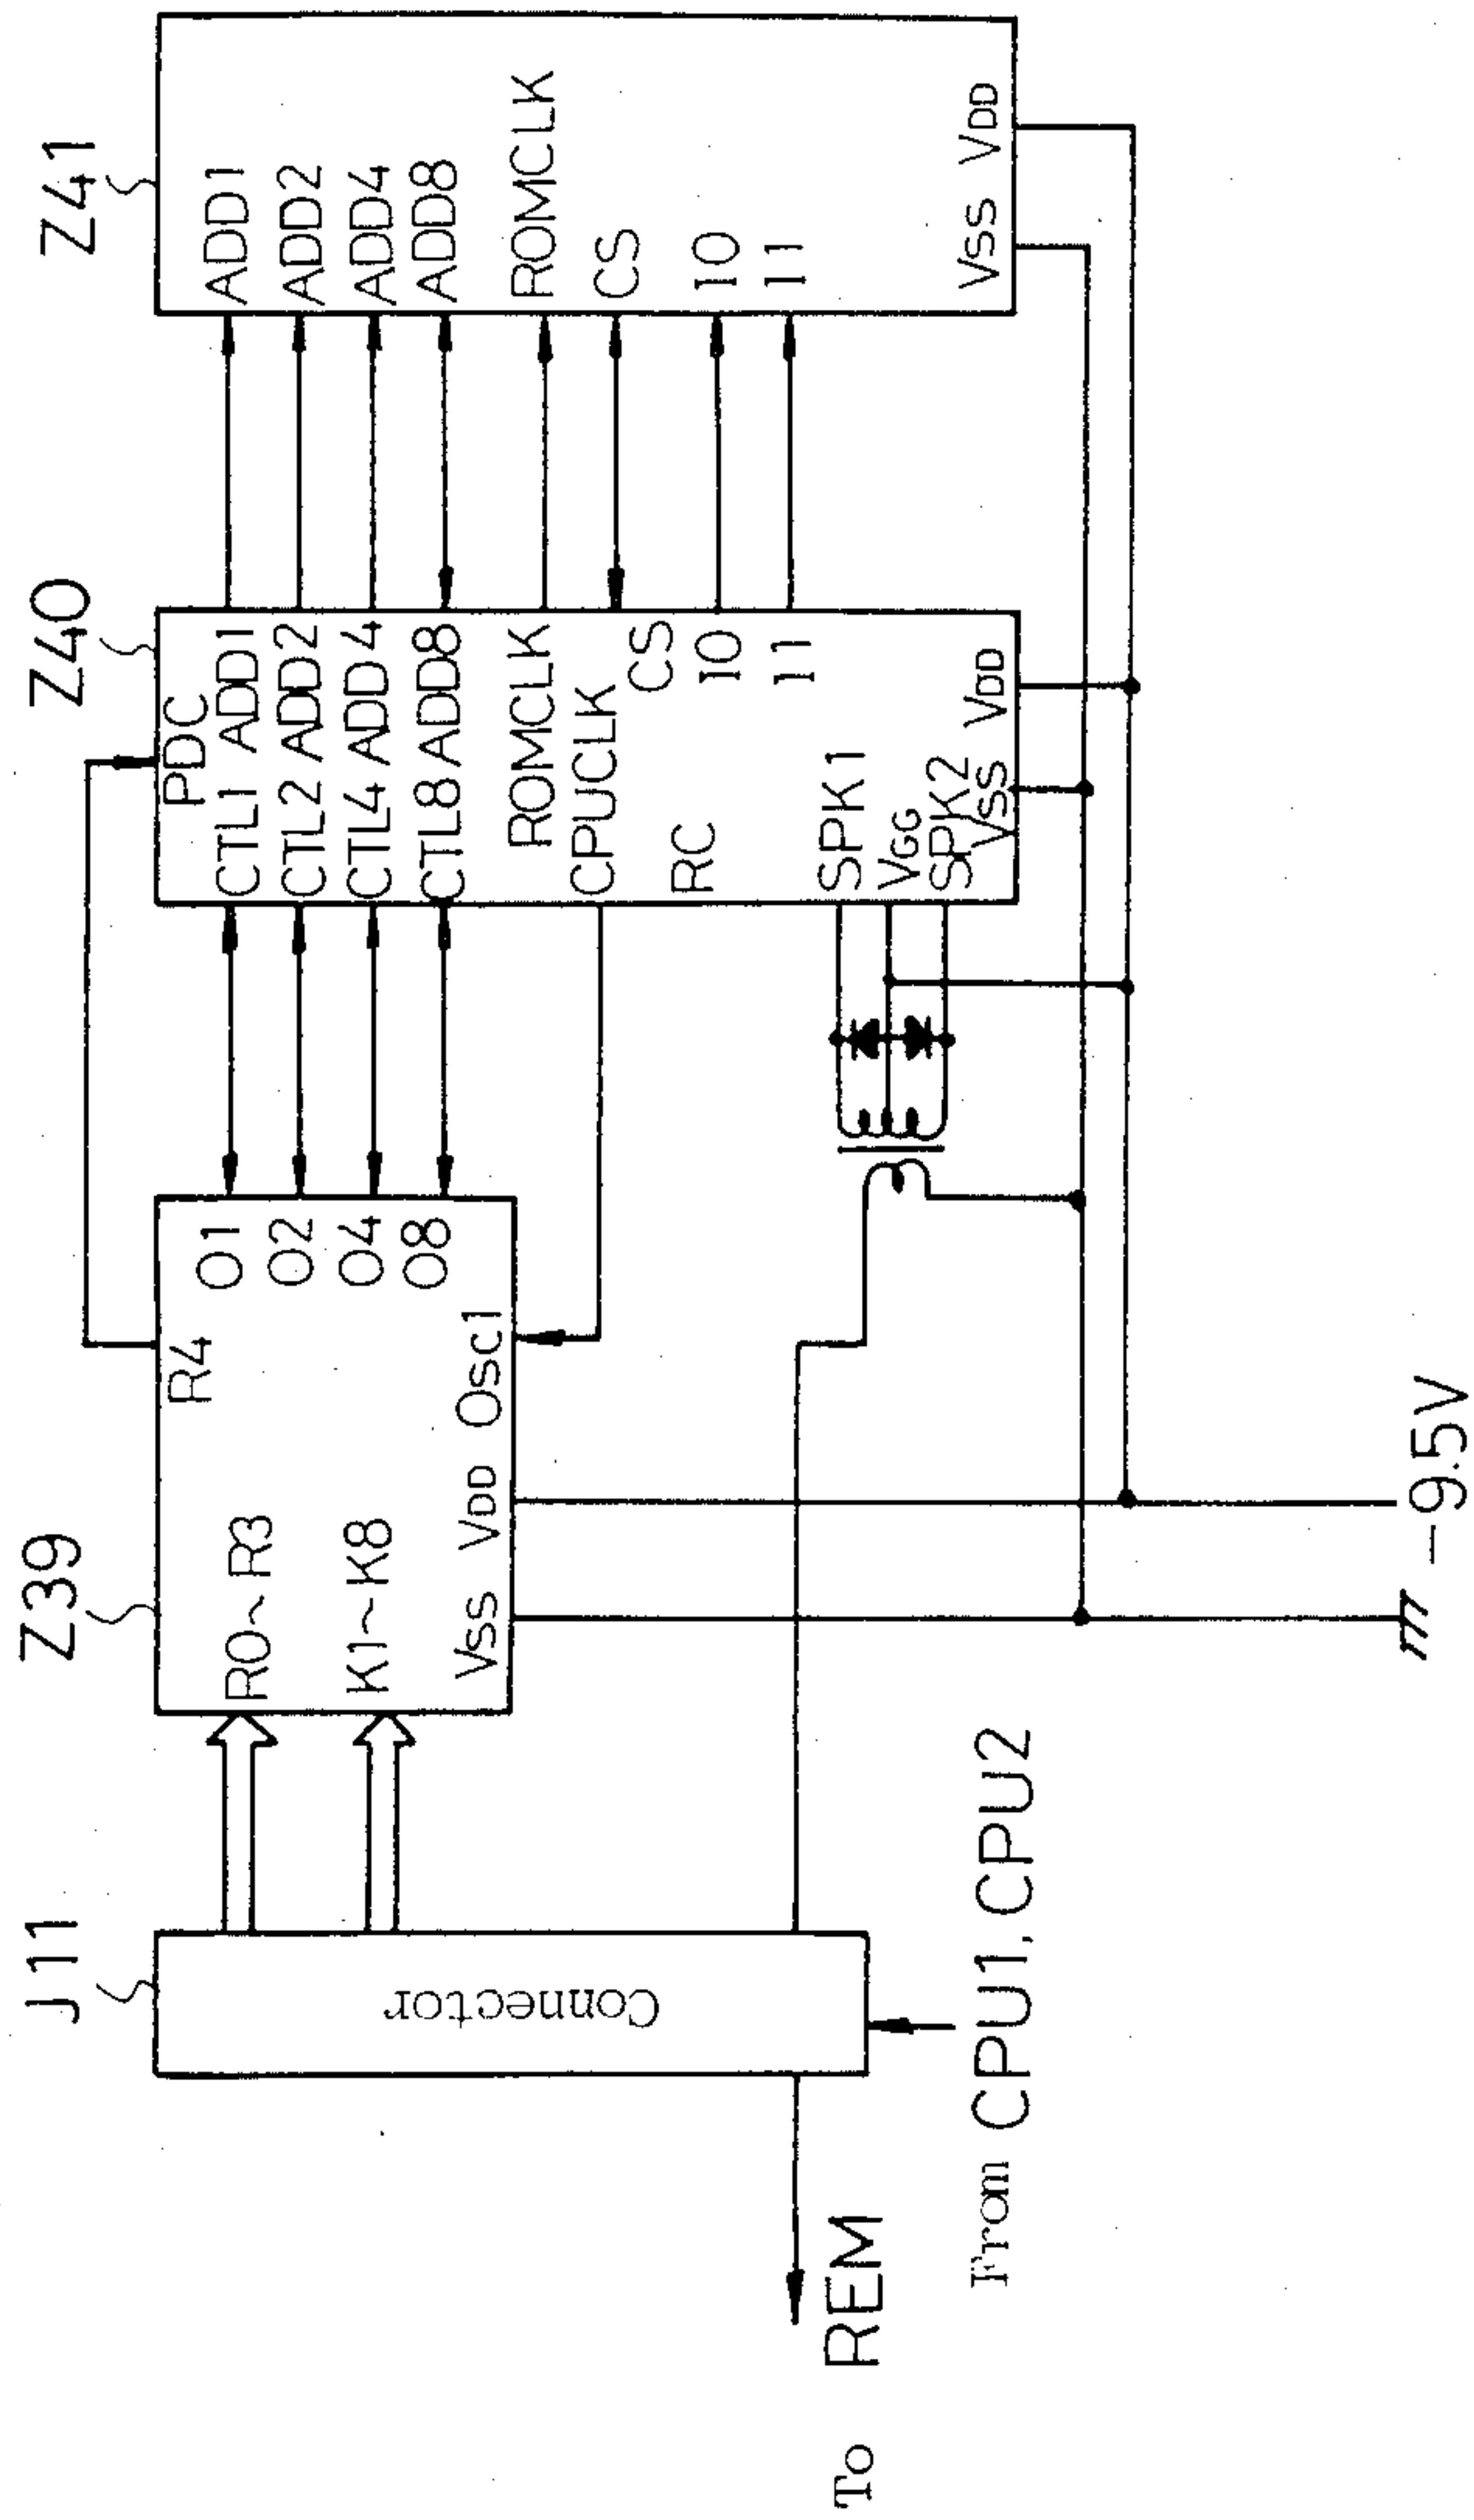 J11
Z39
Z40
Z41
Connector
R4
R0~R3
K1~K8
O1
O2
O4
O8
VSS VDD Osc1
PDC
CTL1 ADD1
CTL2 ADD2
CTL4 ADD4
CTL8 ADD8
ROMCLK
CPUCLK
CS
RC
10
11
SPK1
VGG
SPK2
VSS VDD
ADD1
ADD2
ADD4
ADD8
ROMCLK
CS
10
11
VSS VDD
To REM
From CPU1, CPU2
-9.5V